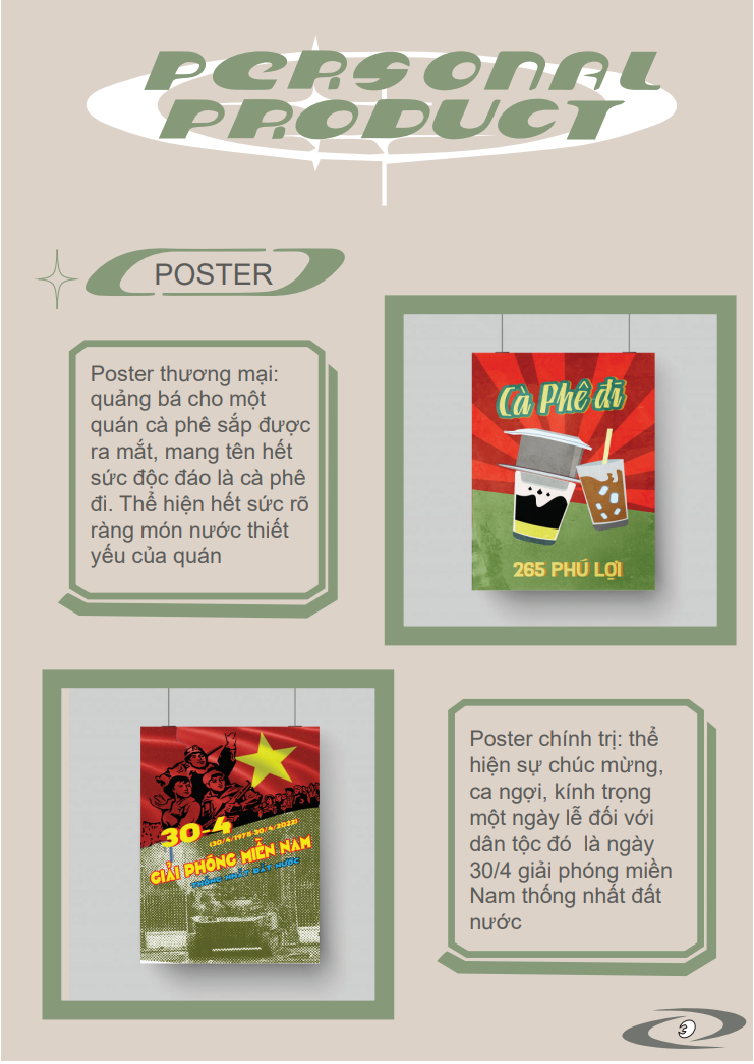 PERSONAL
PRODUCT
POSTER
Poster thương mại:
quảng bá cho một
quán cà phê sắp được
ra mắt, mang tên hết
sức độc đáo là cà phê
đi. Thể hiện hết sức rõ
ràng món nước thiết
yếu của quán
Cà Phê đi
265 PHÚ LỢI
30-4
(30/4/1975-30/4/2022)
GIẢI PHÓNG MIỀN NAM
THỐNG NHẤT ĐẤT NƯỚC
Poster chính trị: thể
hiện sự chúc mừng,
ca ngợi, kính trọng
một ngày lễ đối với
dân tộc đó là ngày
30/4 giải phóng miền
Nam thống nhất đất
nước